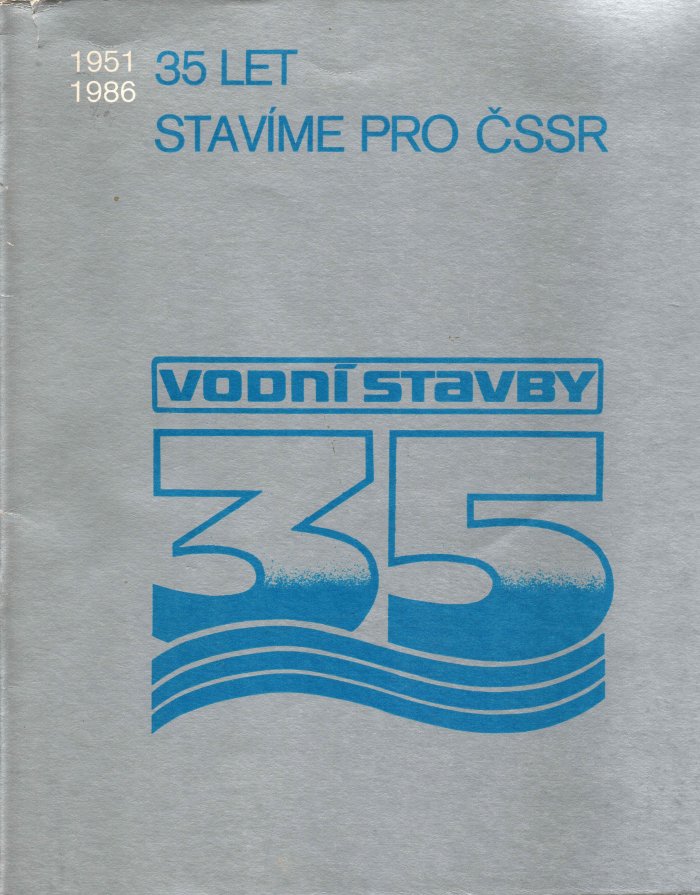 1951
1986
35 LET
STAVÍME PRO ČSSR
VODNÍ STAVBY
35